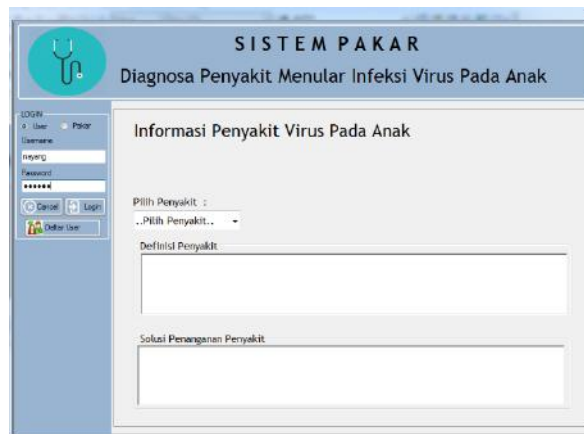 SISTEM PAKAR
Diagnosa Penyakit Menular Infeksi Virus Pada Anak
LOGIN
User Pakar
Username
nayang
Password
Cancel Login
Daftar User
Informasi Penyakit Virus Pada Anak
Pilih Penyakit :
..Pilih Penyakit..
Definisi Penyakit
Solusi Penanganan Penyakit